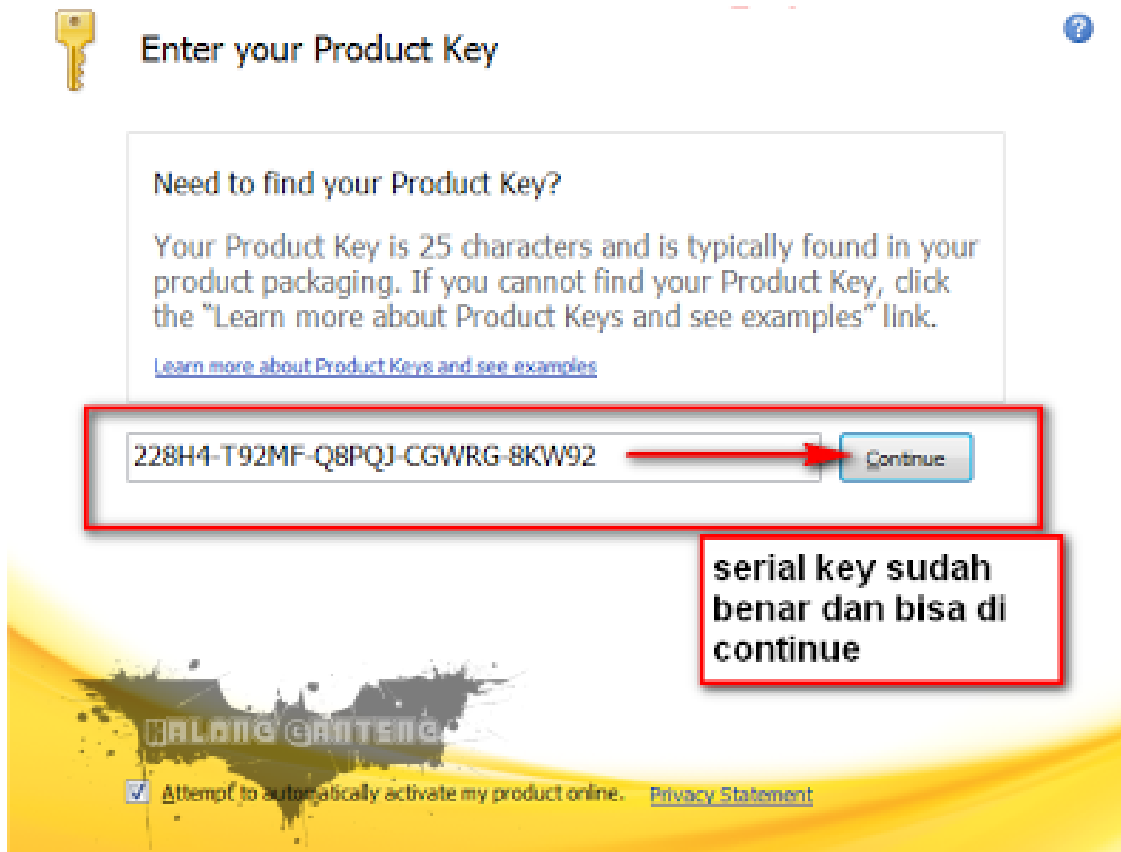 Enter your Product Key
Need to find your Product Key?
Your Product Key is 25 characters and is typically found in your
product packaging. If you cannot find your Product Key, click
the "Learn more about Product Keys and see examples" link.
Learn more about Product Keys and see examples
228H4-T92MF-Q8PQJ-CGWRG-8KW92
Continue
serial key sudah
benar dan bisa di
continue
KALONG GANTENG
Attempt to automatically activate my product online. Privacy Statement